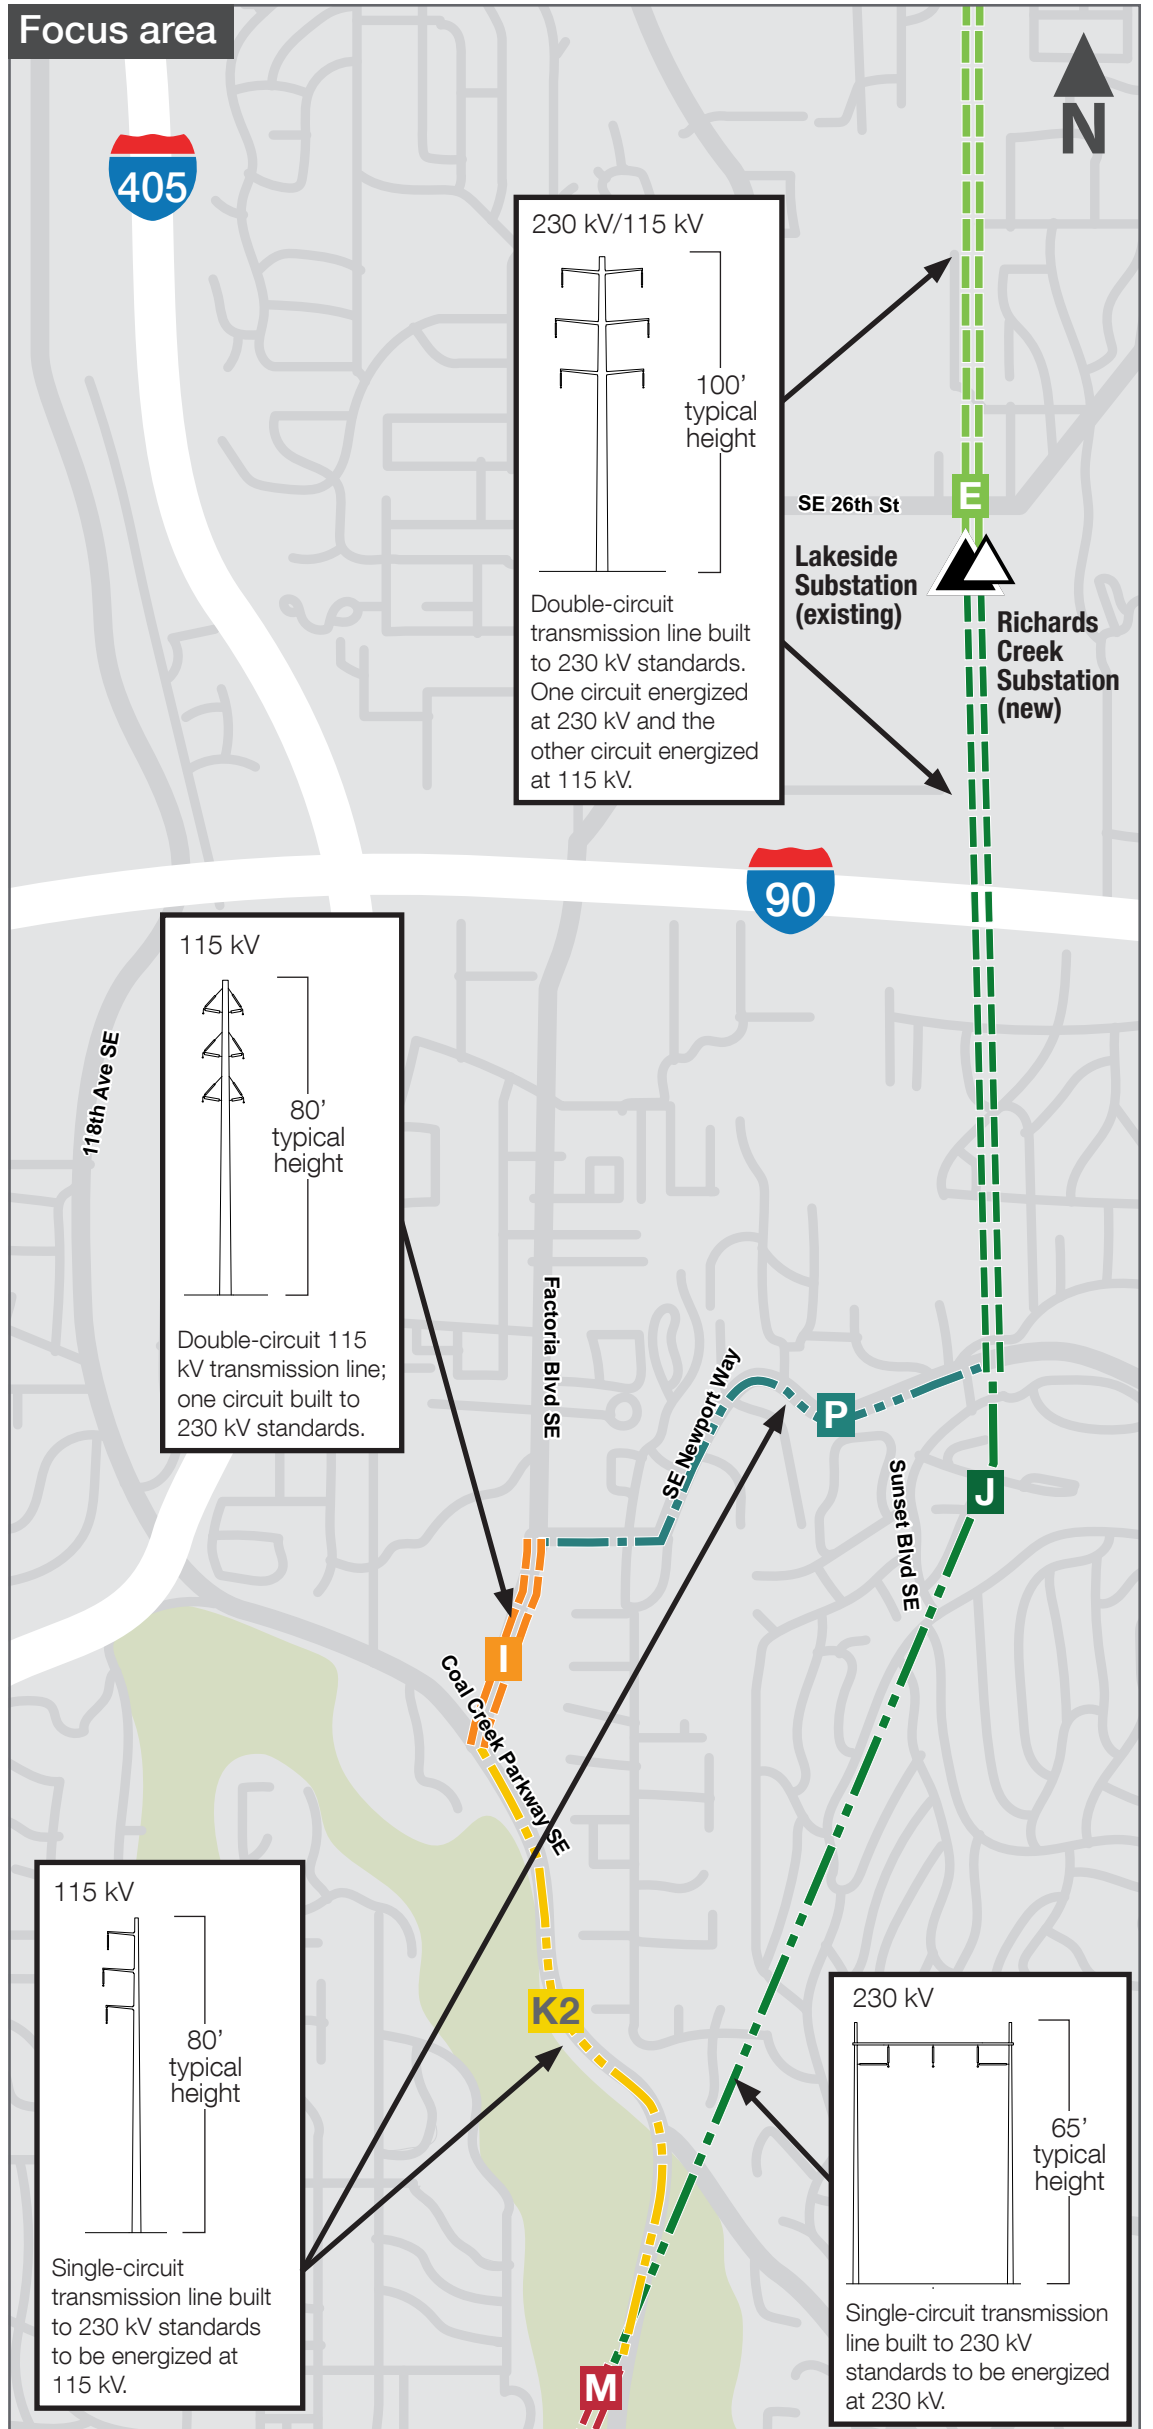 Focus area
N
405
230 kV/115 kV
100’
typical
height
Double-circuit
transmission line built
to 230 kV standards.
One circuit energized
at 230 kV and the
other circuit energized
at 115 kV.
E
SE 26th St
Lakeside
Substation
(existing)
Richards
Creek
Substation
(new)
90
115 kV
80’
typical
height
Double-circuit 115
kV transmission line;
one circuit built to
230 kV standards.
118th Ave SE
Factoria Blvd SE
SE Newport Way
P
Sunset Blvd SE
J
I
Coal Creek Parkway SE
115 kV
80’
typical
height
Single-circuit
transmission line built
to 230 kV standards
to be energized at
115 kV.
K2
230 kV
65’
typical
height
Single-circuit transmission
line built to 230 kV
standards to be energized
at 230 kV.
M